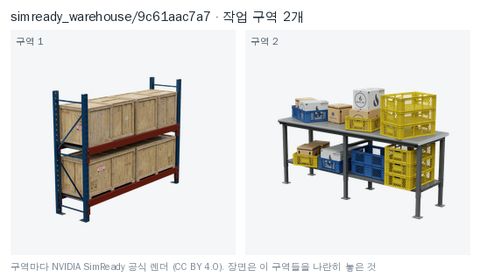 simready_warehouse/9c61aac7a7 · 작업 구역 2개
구역 1
구역 2
구역마다 NVIDIA SimReady 공식 렌더 (CC BY 4.0). 장면은 이 구역들을 나란히 놓은 것